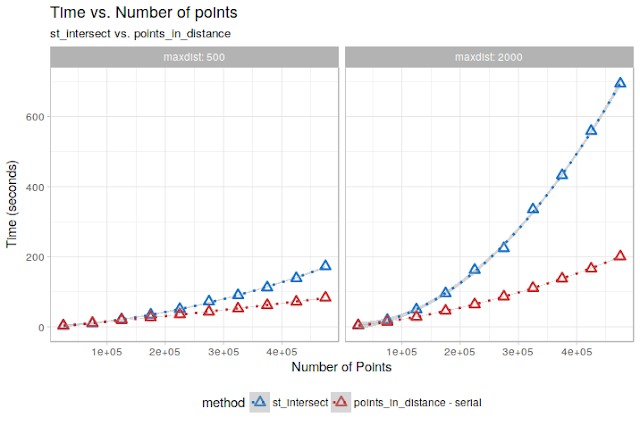 Time vs. Number of points
st_intersect vs. points_in_distance
maxdist: 500
maxdist: 2000
Time (seconds)
600
400
200
0
1e+05 2e+05 3e+05 4e+05
1e+05 2e+05 3e+05 4e+05
Number of Points
method st_intersect points_in_distance - serial